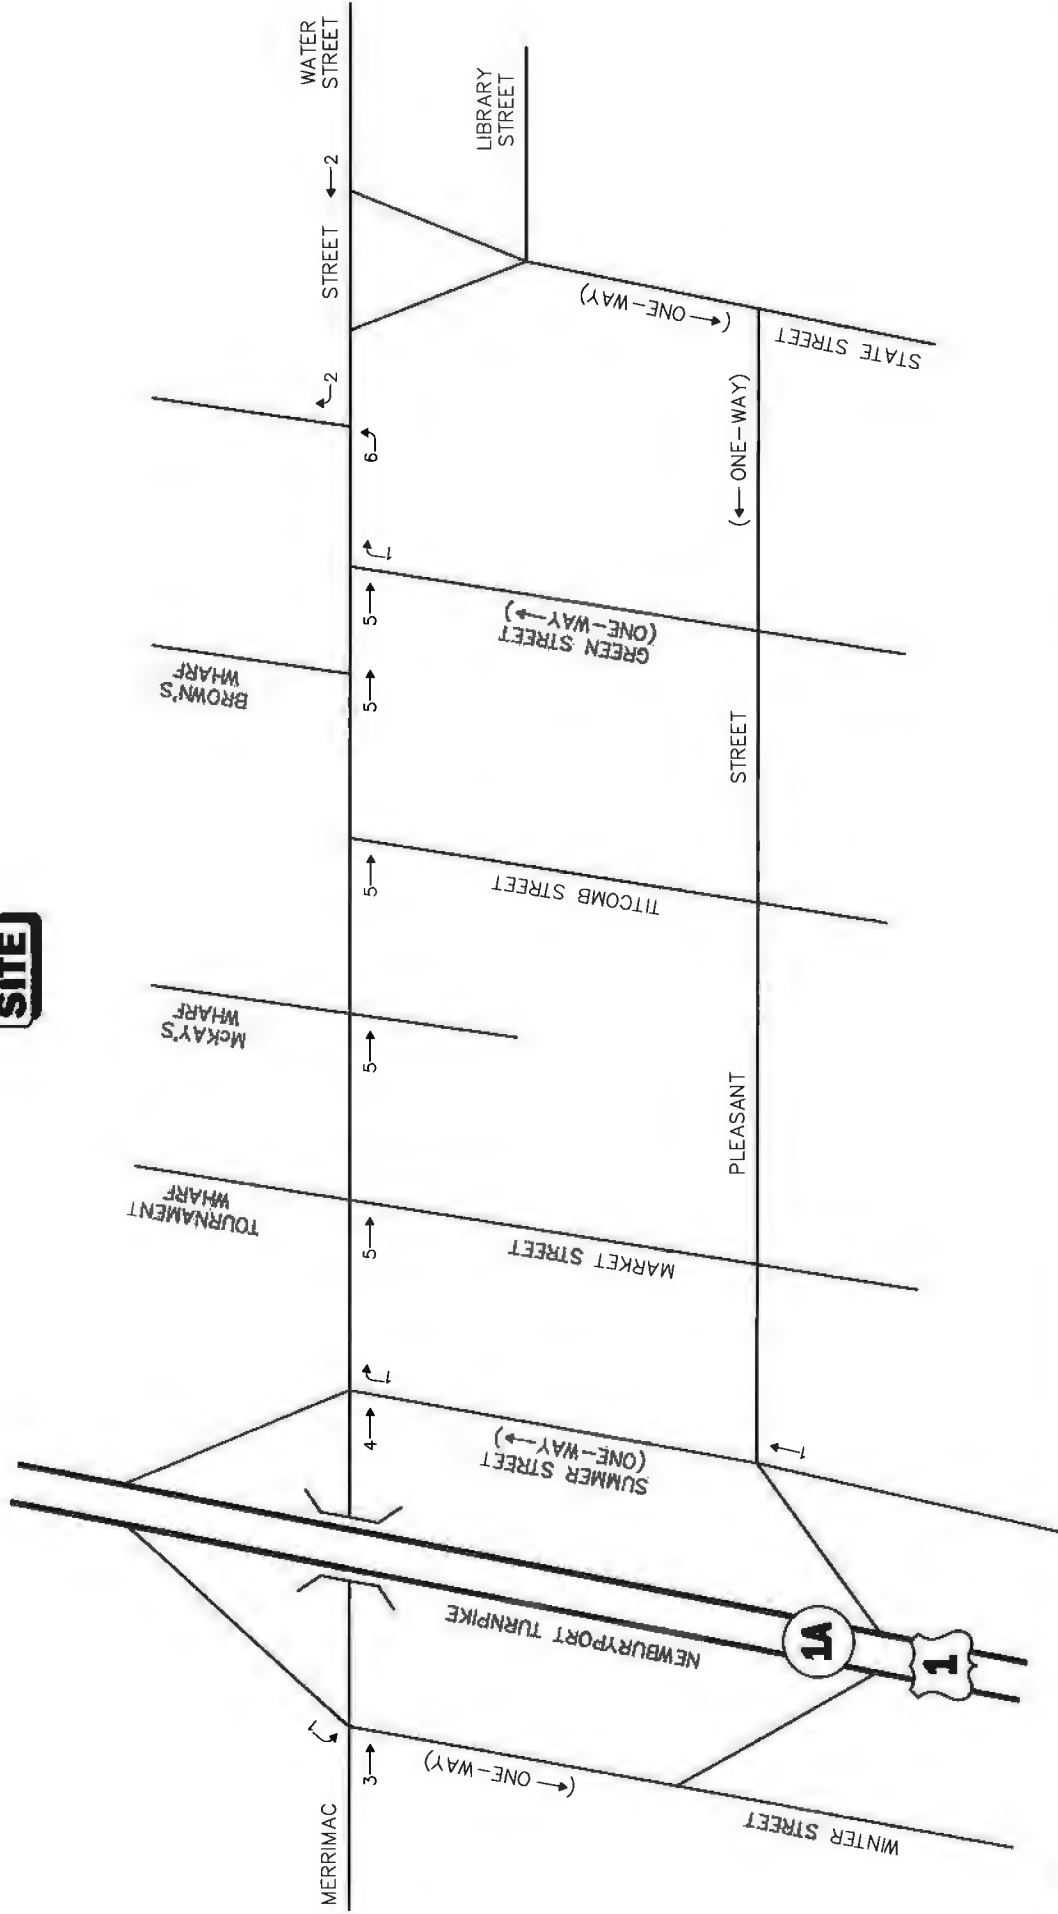 SITE
WATER
STREET
LIBRARY
STREET
STREET
←2
2
6
1
5→
5→
5→
5→
5→
4→
1
1
3→
1
BROWN'S
WHARF
McKAY'S
WHARF
TOURNAMENT
WHARF
MERRIMAC
STATE STREET
(←ONE-WAY)
(←ONE-WAY)
GREEN STREET
(ONE-WAY→)
TITCOMB STREET
MARKET STREET
SUMMER STREET
(ONE-WAY→)
PLEASANT
STREET
NEWBURYPORT TURNPIKE
1A
1
WINTER STREET
(←ONE-WAY)